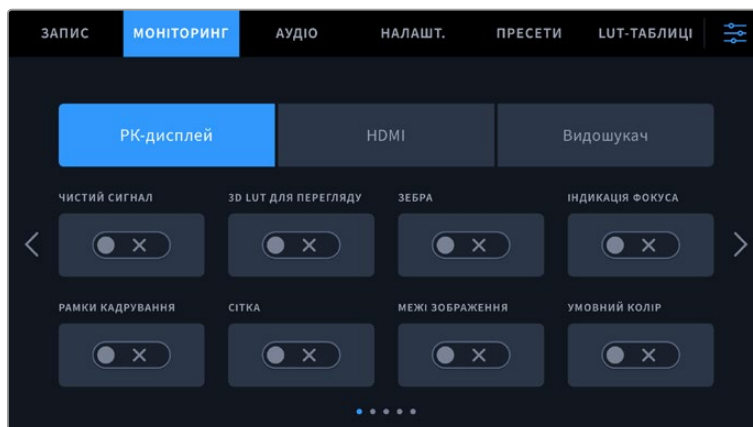 ЗАПИС МОНІТОРИНГ АУДІО НАЛАШТ. ПРЕСЕТИ LUT-ТАБЛИЦІ
РК-дисплей HDMI Видошукач
ЧИСТИЙ СИГНАЛ 3D LUT ДЛЯ ПЕРЕГЛЯДУ ЗЕБРА ІНДИКАЦІЯ ФОКУСА
РАМКИ КАДРУВАННЯ СІТКА МЕЖІ ЗОБРАЖЕННЯ УМОВНИЙ КОЛІР